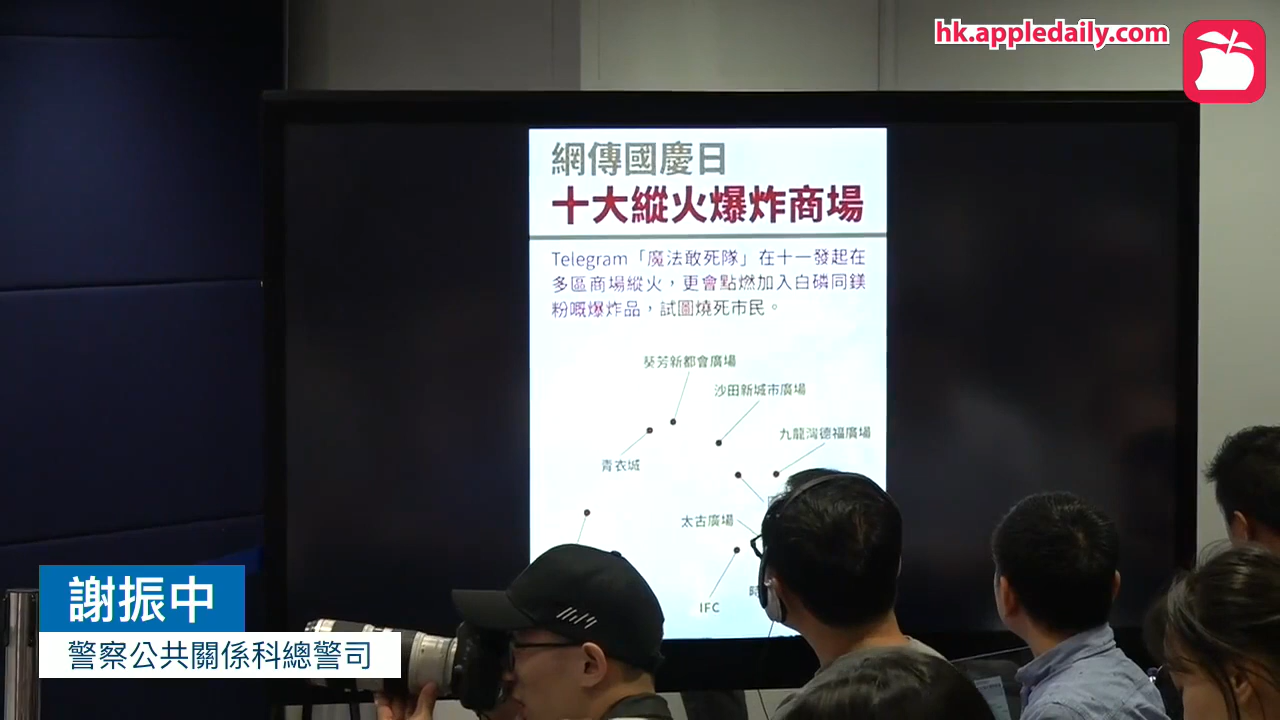 hk.appledaily.com
網傳國慶日
十大縱火爆炸商場
Telegram「魔法敢死隊」在十一發起在
多區商場縱火，更會點燃加入白磷同鎂
粉嘅爆炸品，試圖燒死市民。
葵芳新都會廣場
沙田新城市廣場
九龍灣德福廣場
青衣城
太古廣場
IFC
謝振中
警察公共關係科總警司